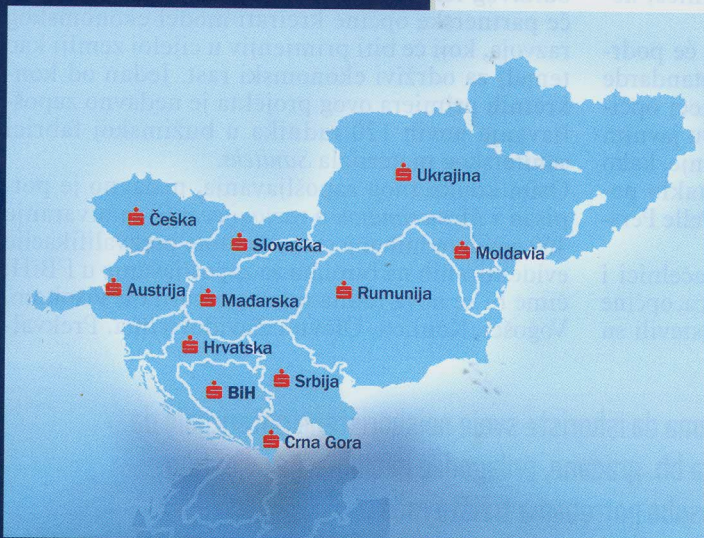 Ukrajina
Češka
Slovačka
Moldavia
Austrija
Mađarska
Rumunija
Hrvatska
Srbija
BiH
Crna Gora